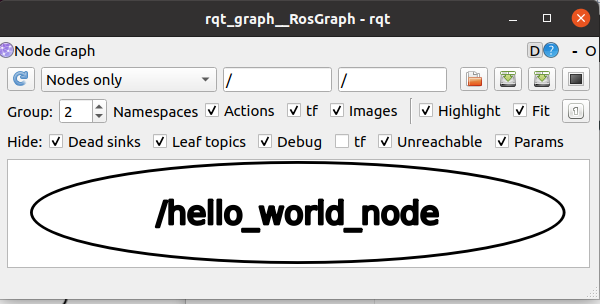 rqt_graph__RosGraph - rqt
Node Graph
D
?
- O
Nodes only
/
/
Group:
2
Namespaces
Actions
tf
Images
Highlight
Fit
Hide:
Dead sinks
Leaf topics
Debug
tf
Unreachable
Params
/hello_world_node